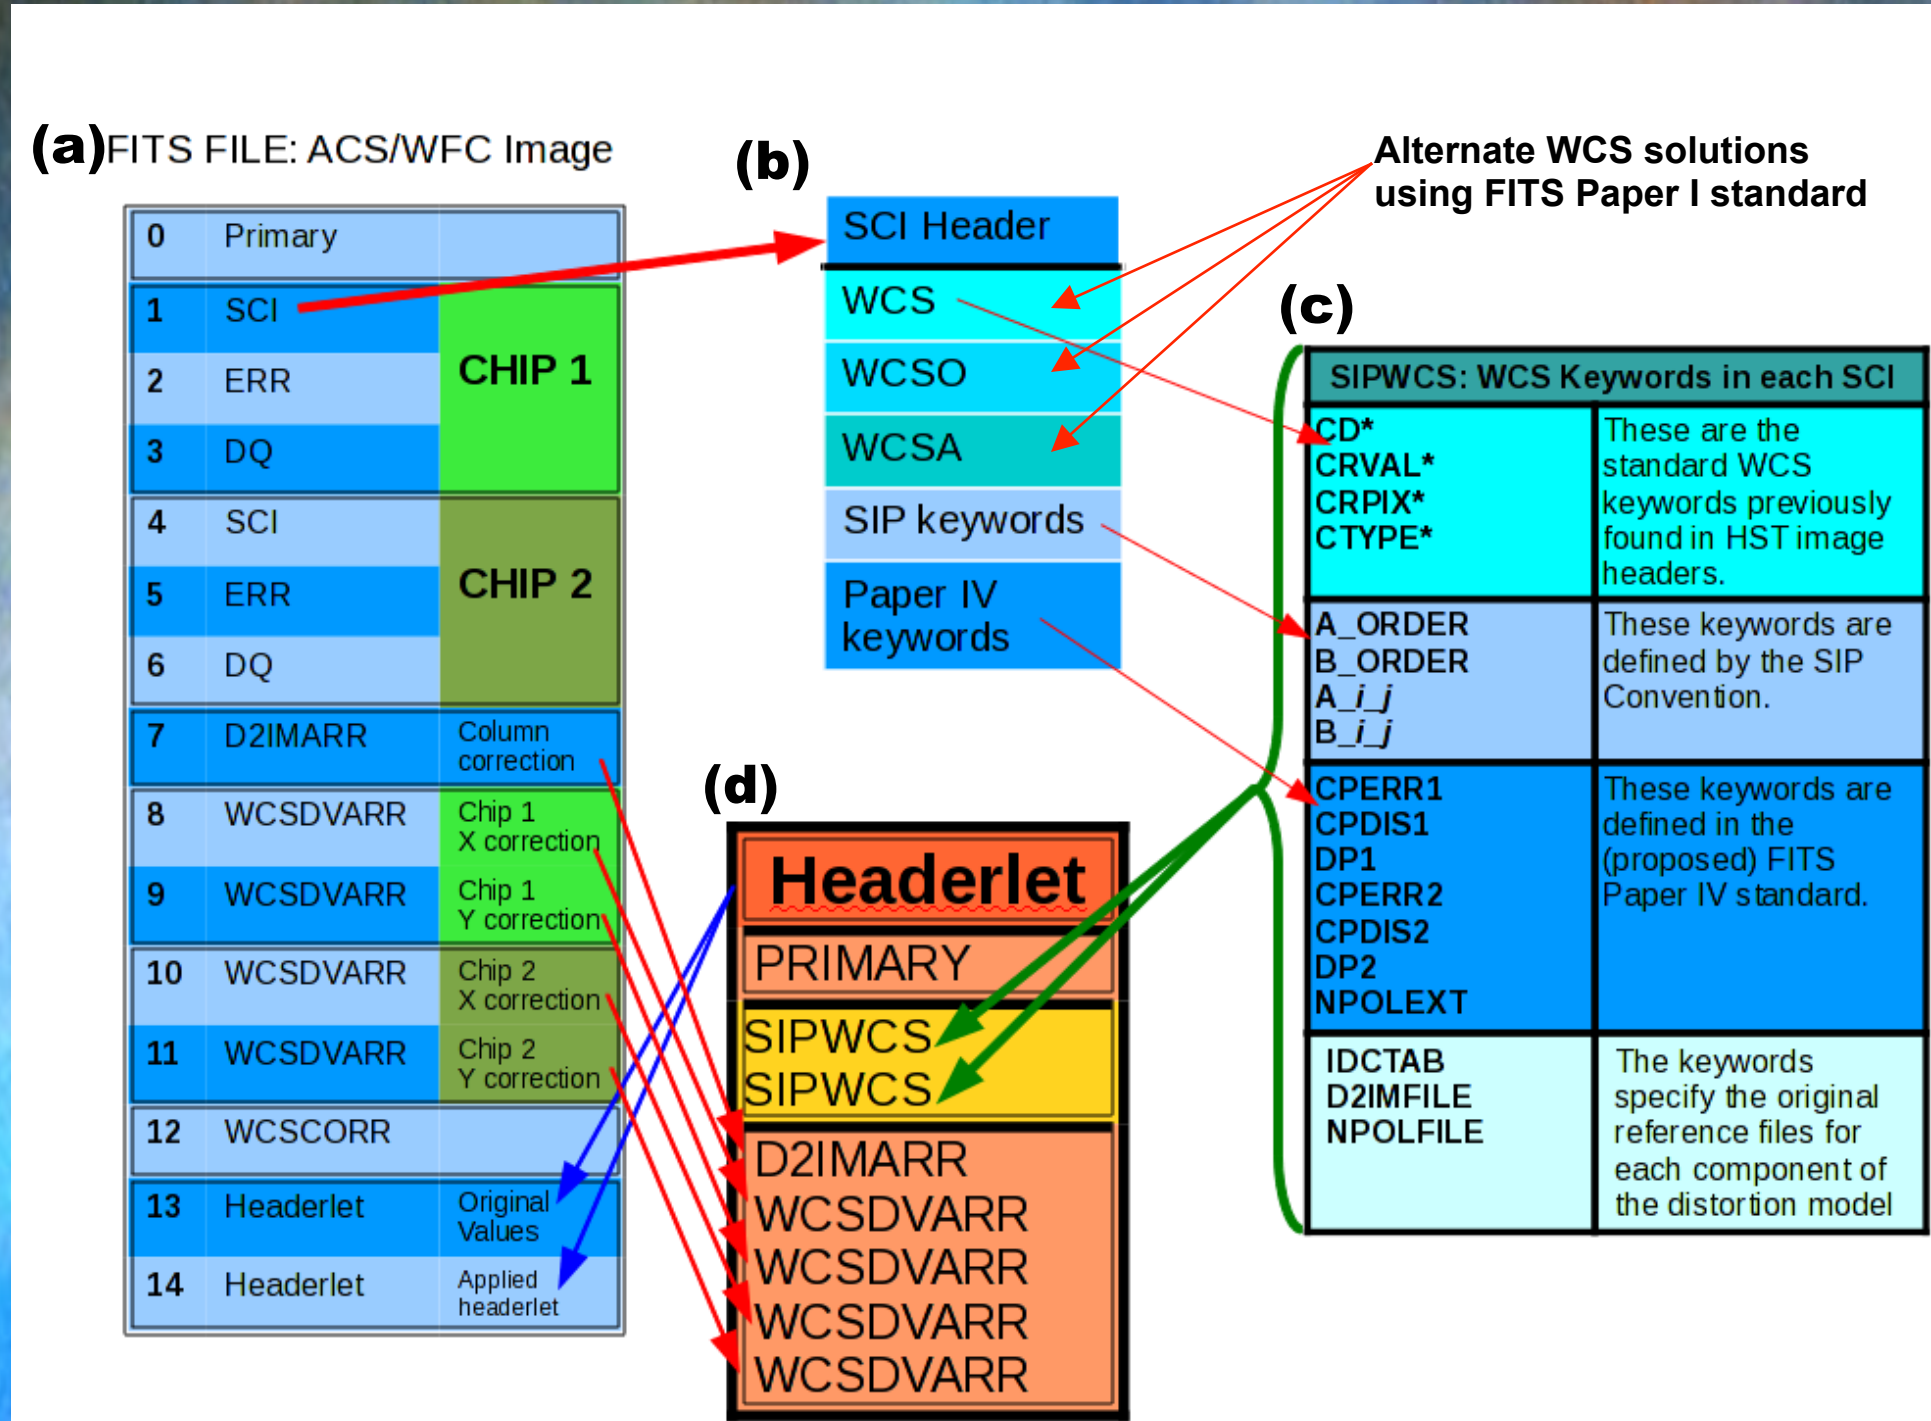 (a) FITS FILE: ACS/WFC Image
0 Primary
1 SCI
CHIP 1
2 ERR
3 DQ
4 SCI
CHIP 2
5 ERR
6 DQ
7 D2IMARR Column
correction
8 WCSDVARR Chip 1
X correction
9 WCSDVARR Chip 1
Y correction
10 WCSDVARR Chip 2
X correction
11 WCSDVARR Chip 2
Y correction
12 WCSCORR
13 Headerlet Original
Values
14 Headerlet Applied
headerlet
(b)
SCI Header
WCS
WCSO
WCSA
SIP keywords
Paper IV
keywords
Alternate WCS solutions
using FITS Paper I standard
(c)
SIPWCS: WCS Keywords in each SCI
CD*
CRVAL*
CRPIX*
CTYPE*
These are the
standard WCS
keywords previously
found in HST image
headers.
A_ORDER
B_ORDER
A_i_j
B_i_j
These keywords are
defined by the SIP
Convention.
CPERR1
CPDIS1
DP1
CPERR2
CPDIS2
DP2
NPOLEXT
These keywords are
defined in the
(proposed) FITS
Paper IV standard.
IDCTAB
D2IMFILE
NPOLFILE
The keywords
specify the original
reference files for
each component of
the distortion model
(d)
Headerlet
PRIMARY
SIPWCS
SIPWCS
D2IMARR
WCSDVARR
WCSDVARR
WCSDVARR
WCSDVARR